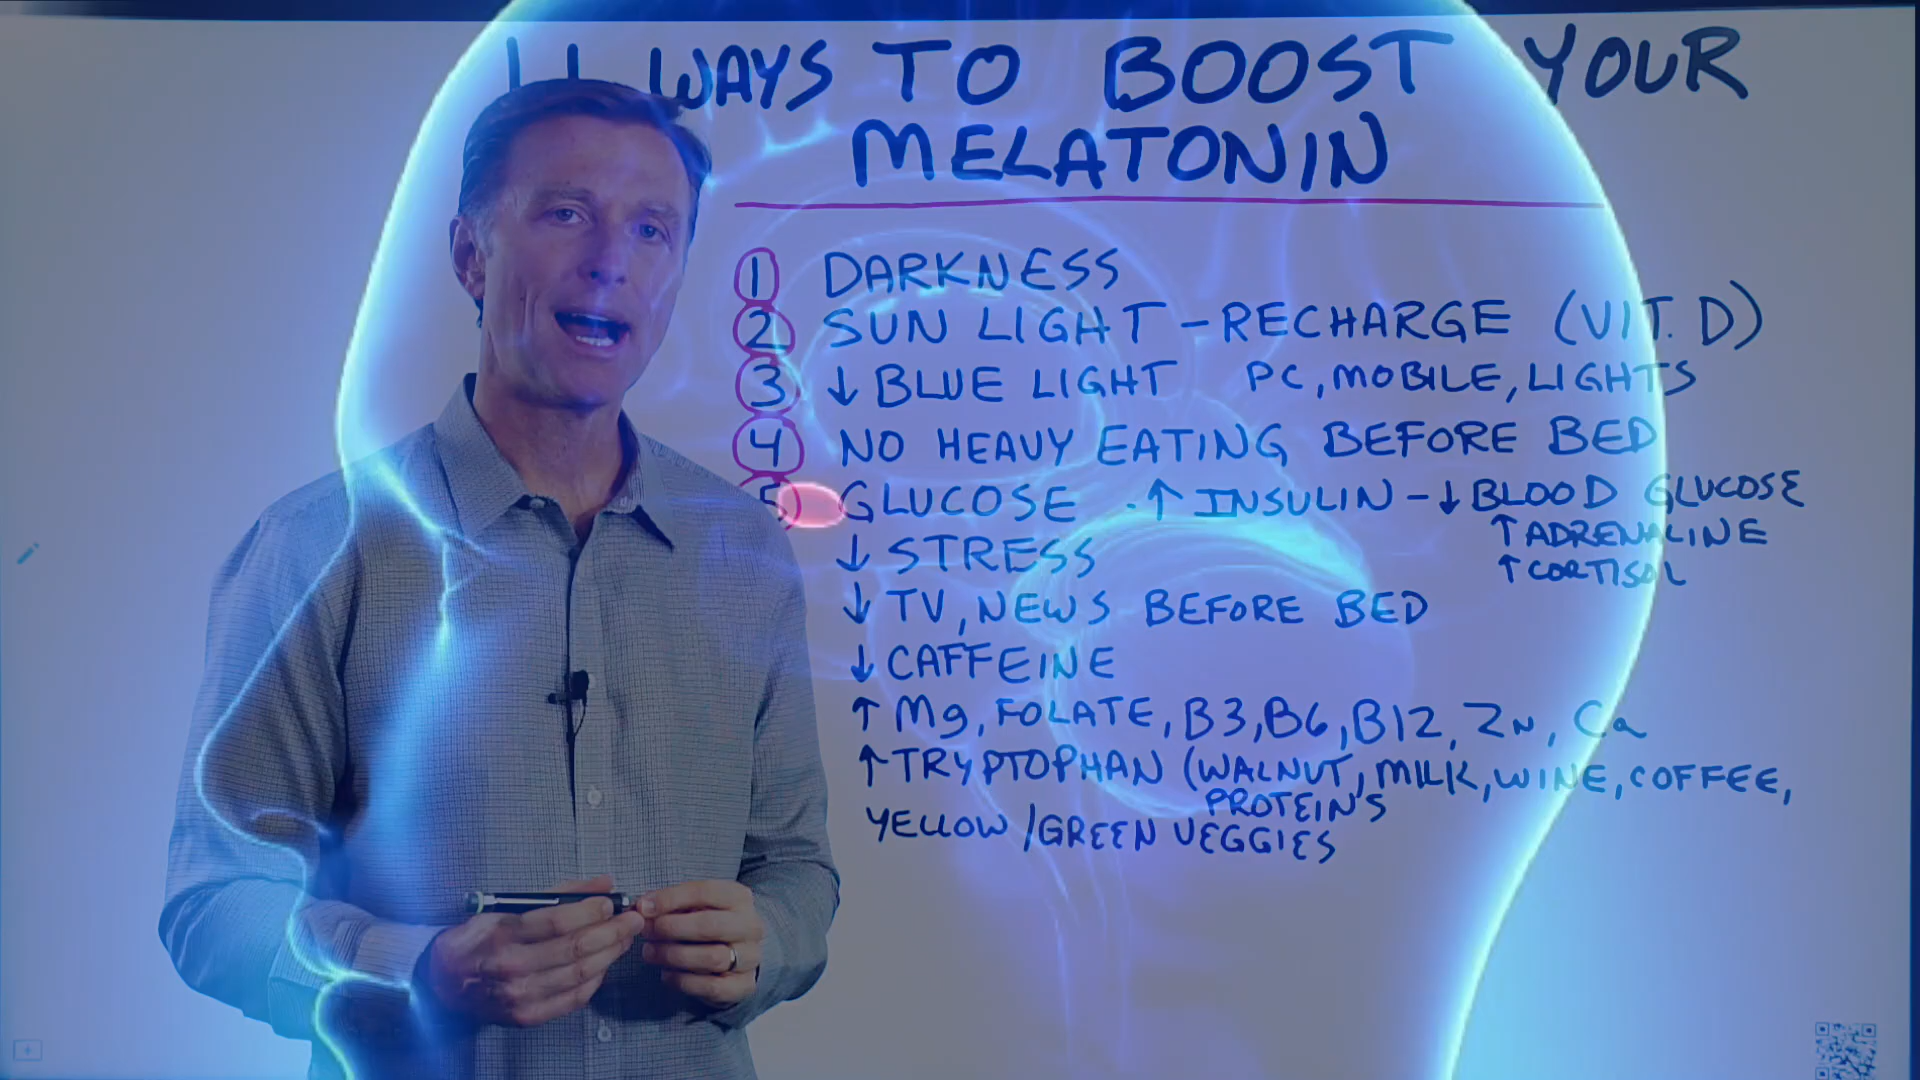 11 WAYS TO BOOST YOUR
MELATONIN
1 DARKNESS
2 SUN LIGHT - RECHARGE (VIT. D)
3 ↓ BLUE LIGHT PC, MOBILE, LIGHTS
4 NO HEAVY EATING BEFORE BED
5 GLUCOSE ↑ INSULIN - ↓ BLOOD GLUCOSE
↑ ADRENALINE
↑ CORTISOL
↓ STRESS
↓ TV, NEWS BEFORE BED
↓ CAFFEINE
↑ Mg, FOLATE, B3, B6, B12, Zn, Ca
↑ TRYPTOPHAN (WALNUT, MILK, WINE, COFFEE,
PROTEIN'S
YELLOW / GREEN VEGGIES